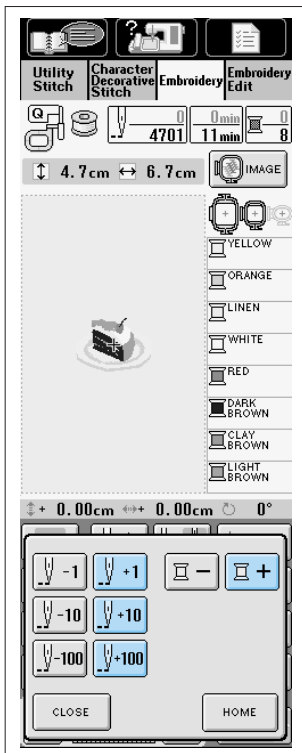 Utility Stitch
Character Decorative Stitch
Embroidery
Embroidery Edit
Q
0
4701
0min
11min
0
8
4.7cm ↔ 6.7cm
IMAGE
YELLOW
ORANGE
LINEN
WHITE
RED
DARK BROWN
CLAY BROWN
LIGHT BROWN
+ 0.00cm + 0.00cm 0°
-1
+1
−
+
-10
+10
-100
+100
CLOSE
HOME